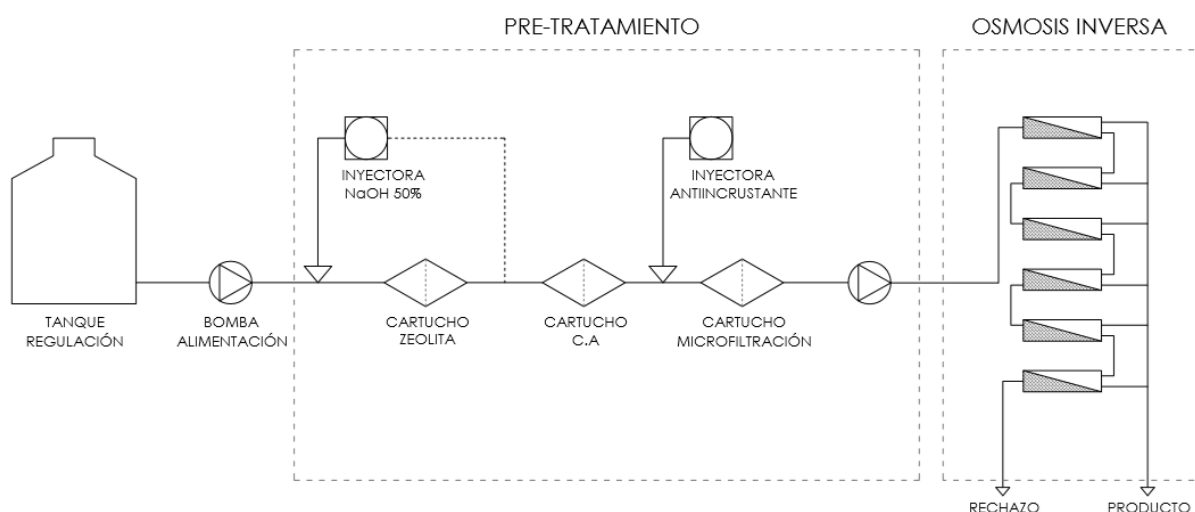 PRE-TRATAMIENTO
OSMOSIS INVERSA
INYECTORA
NaOH 50%
INYECTORA
ANTIINCRUSTANTE
TANQUE
REGULACIÓN
BOMBA
ALIMENTACIÓN
CARTUCHO
ZEOLITA
CARTUCHO
C.A
CARTUCHO
MICROFILTRACIÓN
RECHAZO
PRODUCTO